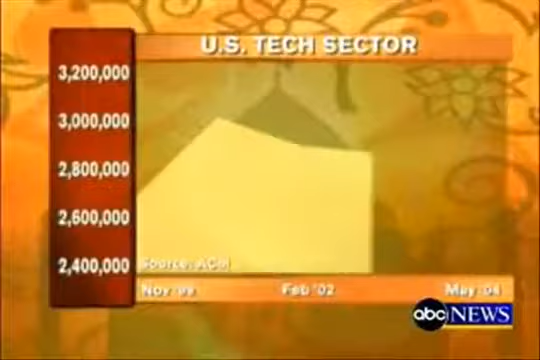 U.S. TECH SECTOR
3,200,000
3,000,000
2,800,000
2,600,000
2,400,000
Source:
Nov
Feb '02
May '04
abc NEWS